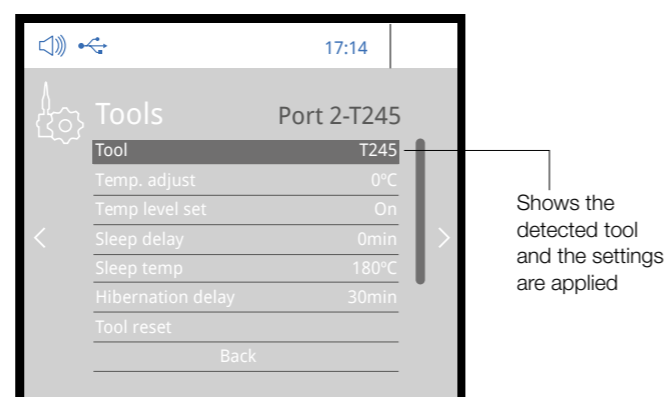 17:14
Tools Port 2-T245
Tool T245
Temp. adjust 0ºC
Temp level set On
Sleep delay 0min
Sleep temp 180ºC
Hibernation delay 30min
Tool reset
Back
Shows the
detected tool
and the settings
are applied